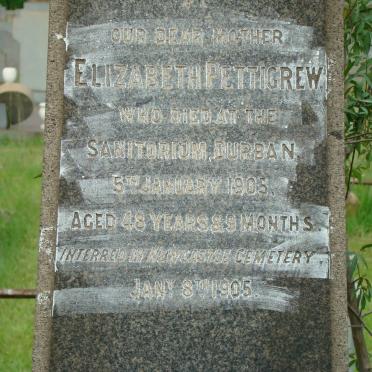 OUR DEAR MOTHER
ELIZABETH PETTIGREW
WHO DIED AT THE
SANITORIUM, DURBAN,
5TH JANUARY 1905,
AGED 48 YEARS & 9 MONTHS
INTERRED IN NEWCASTLE CEMETERY
JANY 8TH 1905.